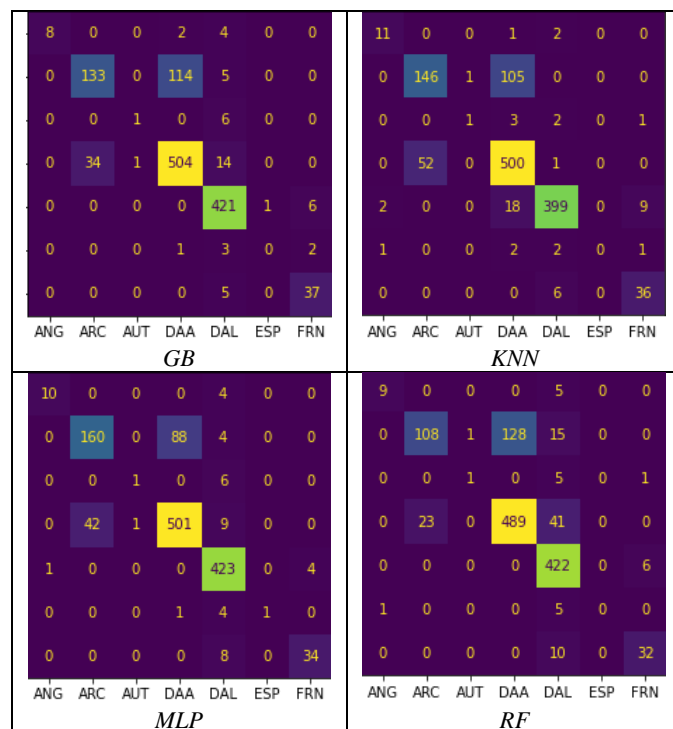 8 0 0 2 4 0 0
0 133 0 114 5 0 0
0 0 1 0 6 0 0
0 34 1 504 14 0 0
0 0 0 0 421 1 6
0 0 0 1 3 0 2
0 0 0 0 5 0 37
ANG ARC AUT DAA DAL ESP FRN
GB
11 0 0 1 2 0 0
0 146 1 105 0 0 0
0 0 1 3 2 0 1
0 52 0 500 1 0 0
2 0 0 18 399 0 9
1 0 0 2 2 0 1
0 0 0 0 6 0 36
ANG ARC AUT DAA DAL ESP FRN
KNN
10 0 0 0 4 0 0
0 160 0 88 4 0 0
0 0 1 0 6 0 0
0 42 1 501 9 0 0
1 0 0 0 423 0 4
0 0 0 1 4 1 0
0 0 0 0 8 0 34
ANG ARC AUT DAA DAL ESP FRN
MLP
9 0 0 0 5 0 0
0 108 1 128 15 0 0
0 0 1 0 5 0 1
0 23 0 489 41 0 0
0 0 0 0 422 0 6
1 0 0 0 5 0 0
0 0 0 0 10 0 32
ANG ARC AUT DAA DAL ESP FRN
RF